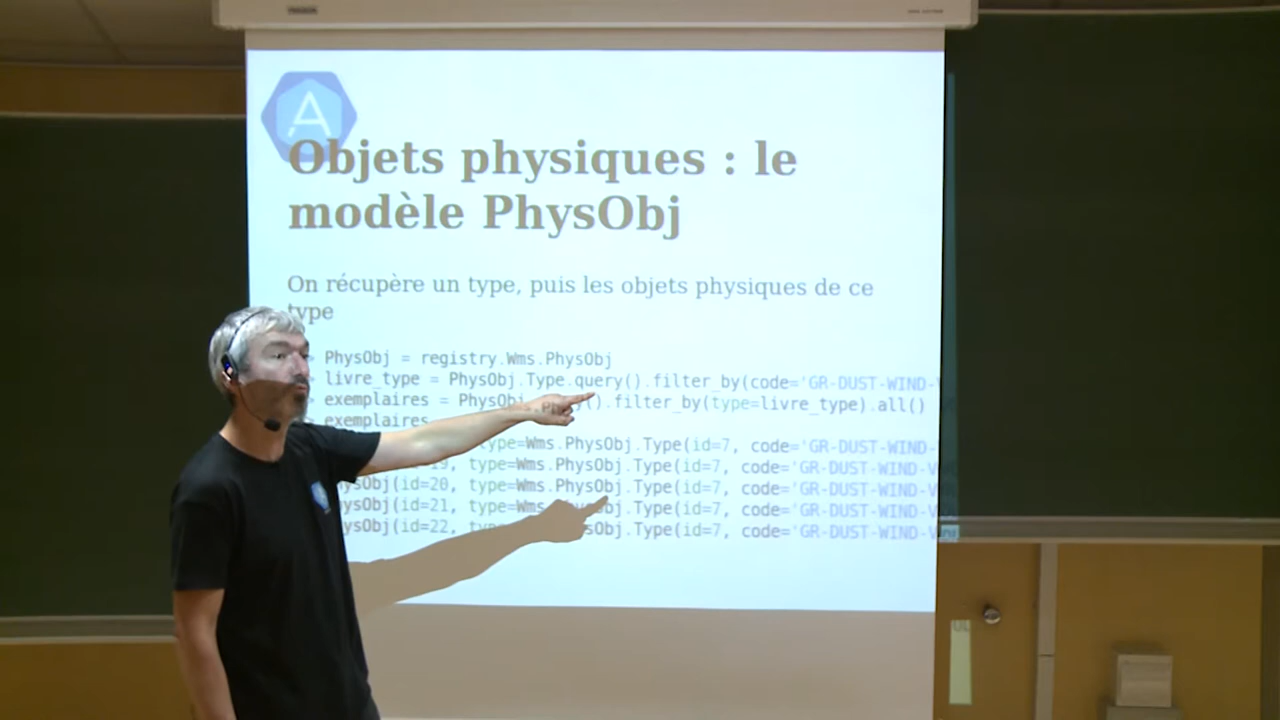 A
Objets physiques : le
modèle PhysObj
On récupère un type, puis les objets physiques de ce
type
> PhysObj = registry.Wms.PhysObj
> livre_type = PhysObj.Type.query().filter_by(code='GR-DUST-WIND-V
> exemplaires = PhysObj. ().filter_by(type=livre_type).all()
exemplaires
type=Wms.PhysObj.Type(id=7, code='GR-DUST-WIND-V
=19, type=Wms.PhysObj.Type(id=7, code='GR-DUST-WIND-V
ysObj(id=20, type=Wms.PhysObj.Type(id=7, code='GR-DUST-WIND-V
ysObj(id=21, type=Wms. bj.Type(id=7, code='GR-DUST-WIND-V
ysObj(id=22, type= sObj.Type(id=7, code='GR-DUST-WIND-V